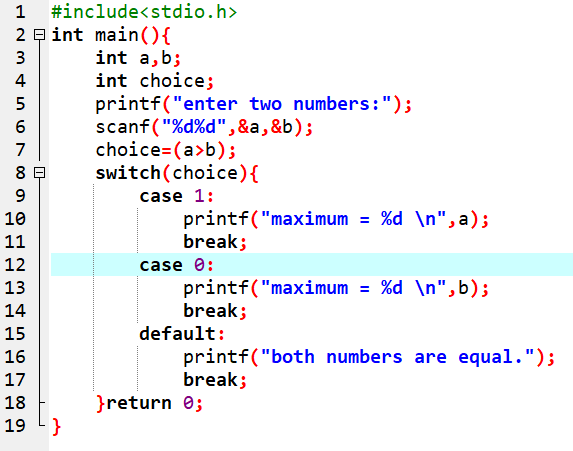 1 #include<stdio.h>
2 int main(){
3 int a,b;
4 int choice;
5 printf("enter two numbers:");
6 scanf("%d%d",&a,&b);
7 choice=(a>b);
8 switch(choice){
9 case 1:
10 printf("maximum = %d \n",a);
11 break;
12 case 0:
13 printf("maximum = %d \n",b);
14 break;
15 default:
16 printf("both numbers are equal.");
17 break;
18 }return 0;
19 }